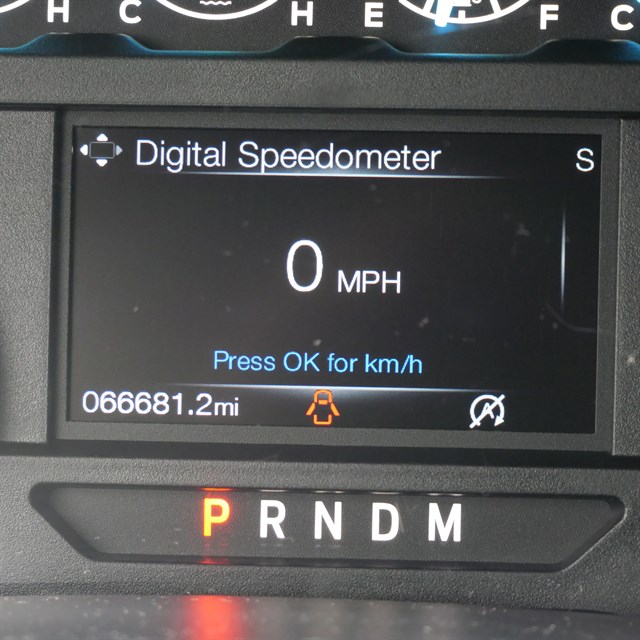 H C H E F C
Digital Speedometer S
0 MPH
Press OK for km/h
066681.2mi
P R N D M